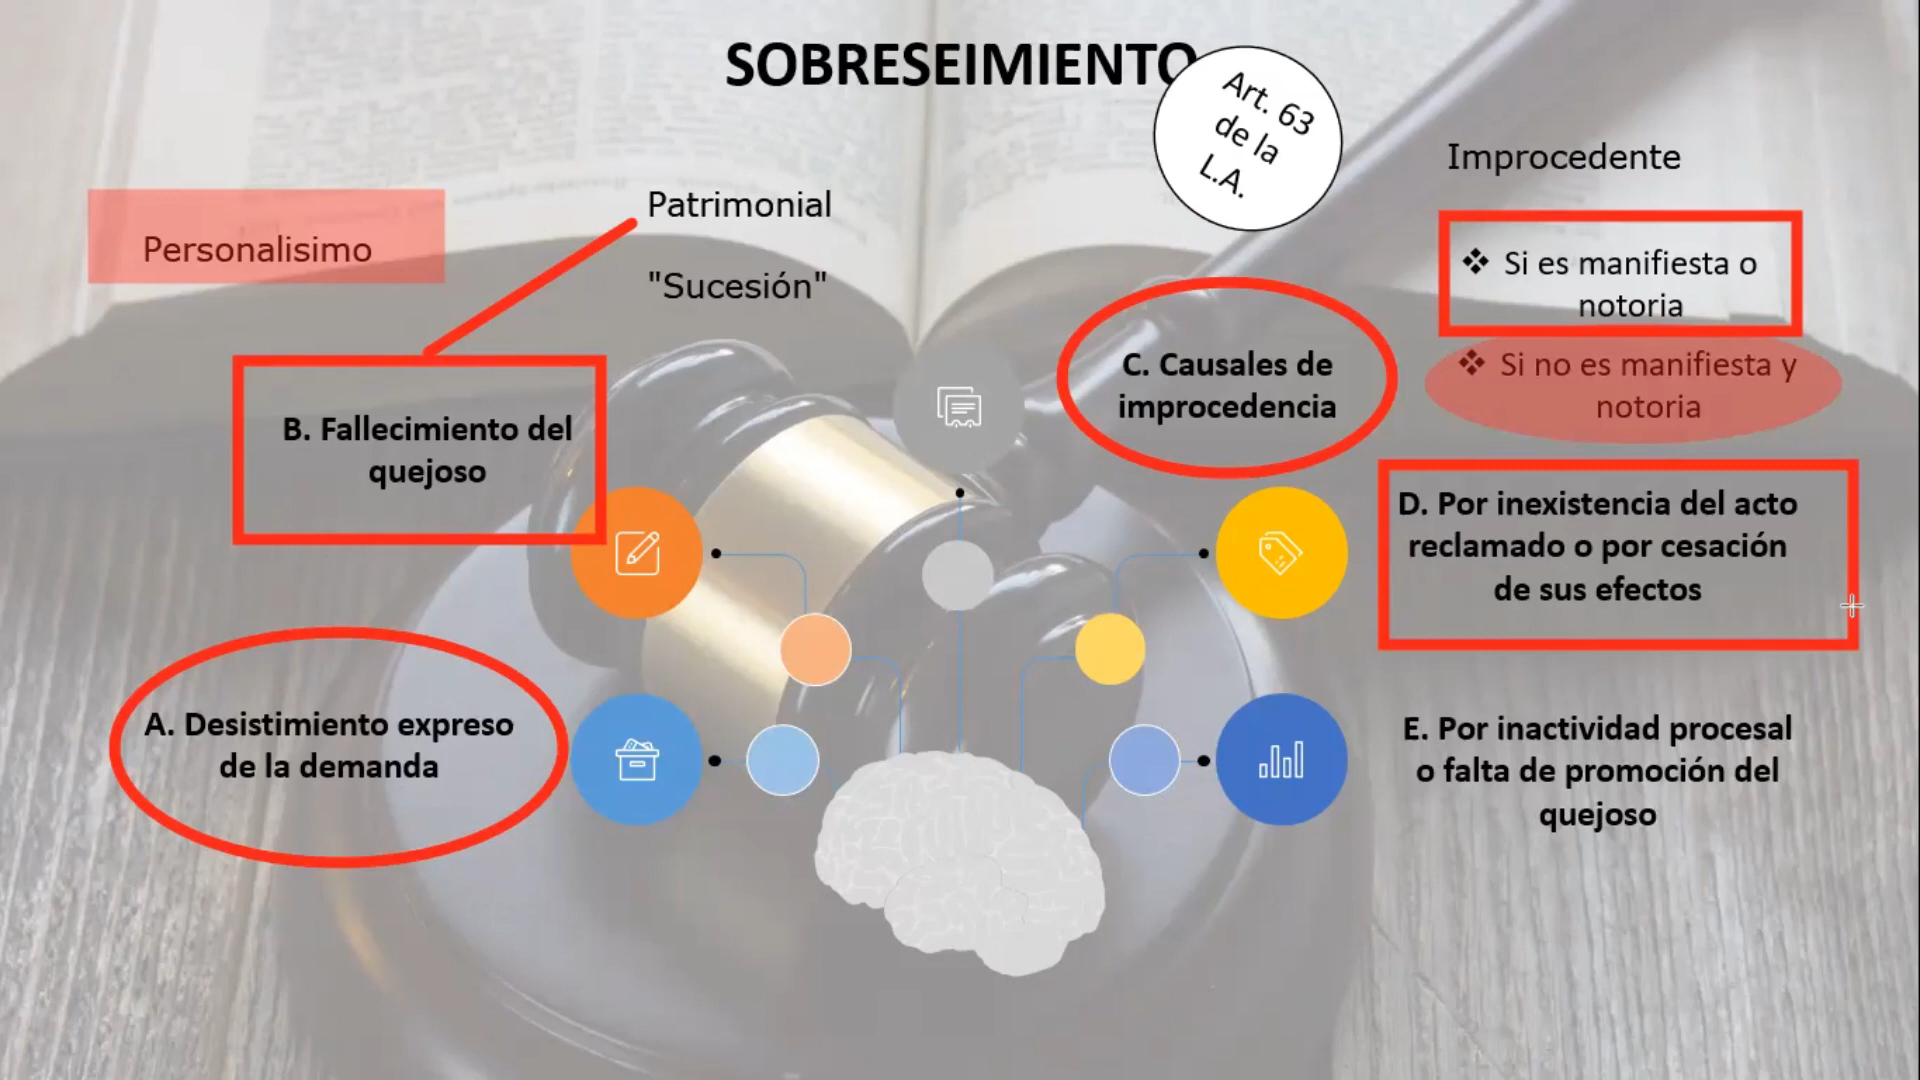 SOBRESEIMIENTO
Art. 63
de la
L.A.
Improcedente
Patrimonial
Personalisimo
"Sucesión"
❖ Si es manifiesta o
notoria
❖ Si no es manifiesta y
notoria
C. Causales de
improcedencia
B. Fallecimiento del
quejoso
D. Por inexistencia del acto
reclamado o por cesación
de sus efectos
A. Desistimiento expreso
de la demanda
E. Por inactividad procesal
o falta de promoción del
quejoso